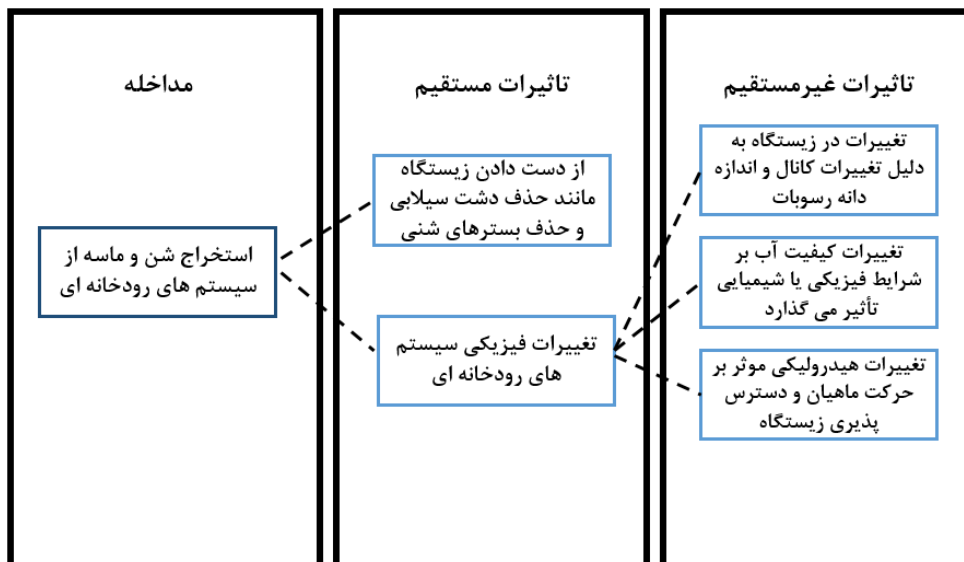 مداخله
استخراج شن و ماسه از
سیستم های رودخانه ای
تاثیرات مستقیم
از دست دادن زیستگاه
مانند حذف دشت سیلابی
و حذف بسترهای شنی
تغییرات فیزیکی سیستم
های رودخانه ای
تاثیرات غیرمستقیم
تغییرات در زیستگاه به
دلیل تغییرات کانال و اندازه
دانه رسوبات
تغییرات کیفیت آب بر
شرایط فیزیکی یا شیمیایی
تأثیر می گذارد
تغییرات هیدرولیکی موثر بر
حرکت ماهیان و دسترس
پذیری زیستگاه